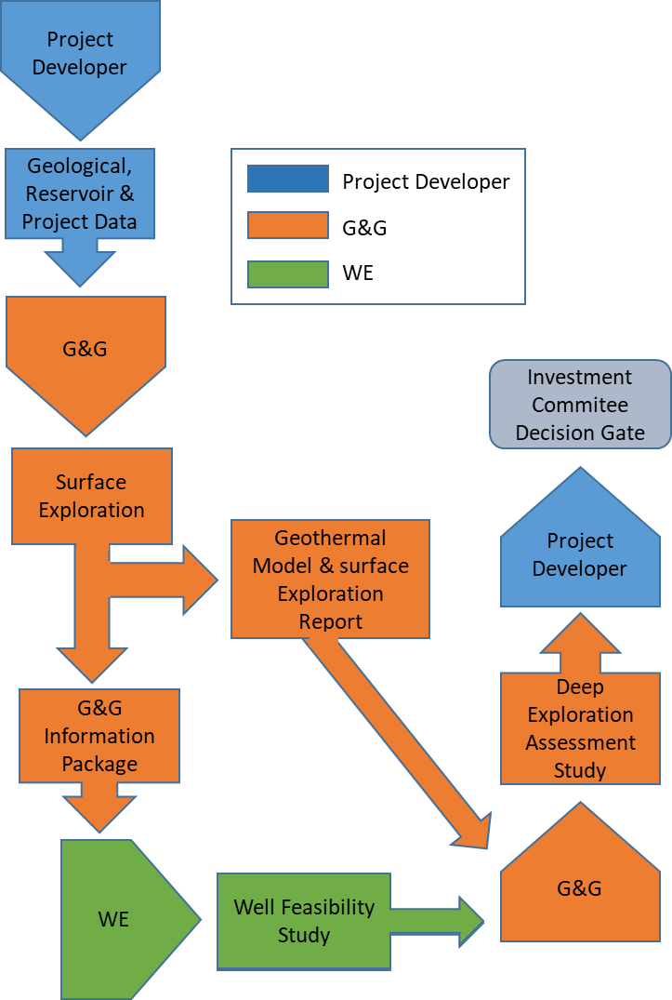 Project
Developer
Geological,
Reservoir &
Project Data
Project Developer
G&G
WE
G&G
Investment
Commitee
Decision Gate
Surface
Exploration
Geothermal
Model & surface
Exploration
Report
Project
Developer
G&G
Information
Package
Deep
Exploration
Assessment
Study
WE
Well Feasibility
Study
G&G